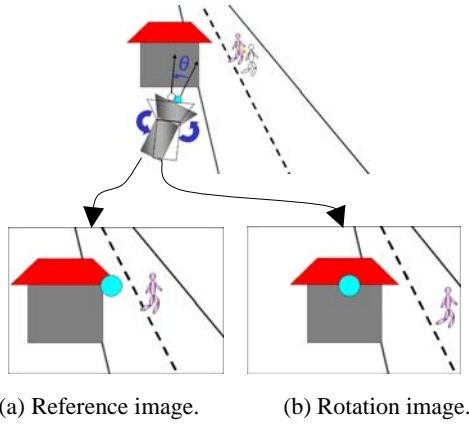 θ
(a) Reference image.
(b) Rotation image.